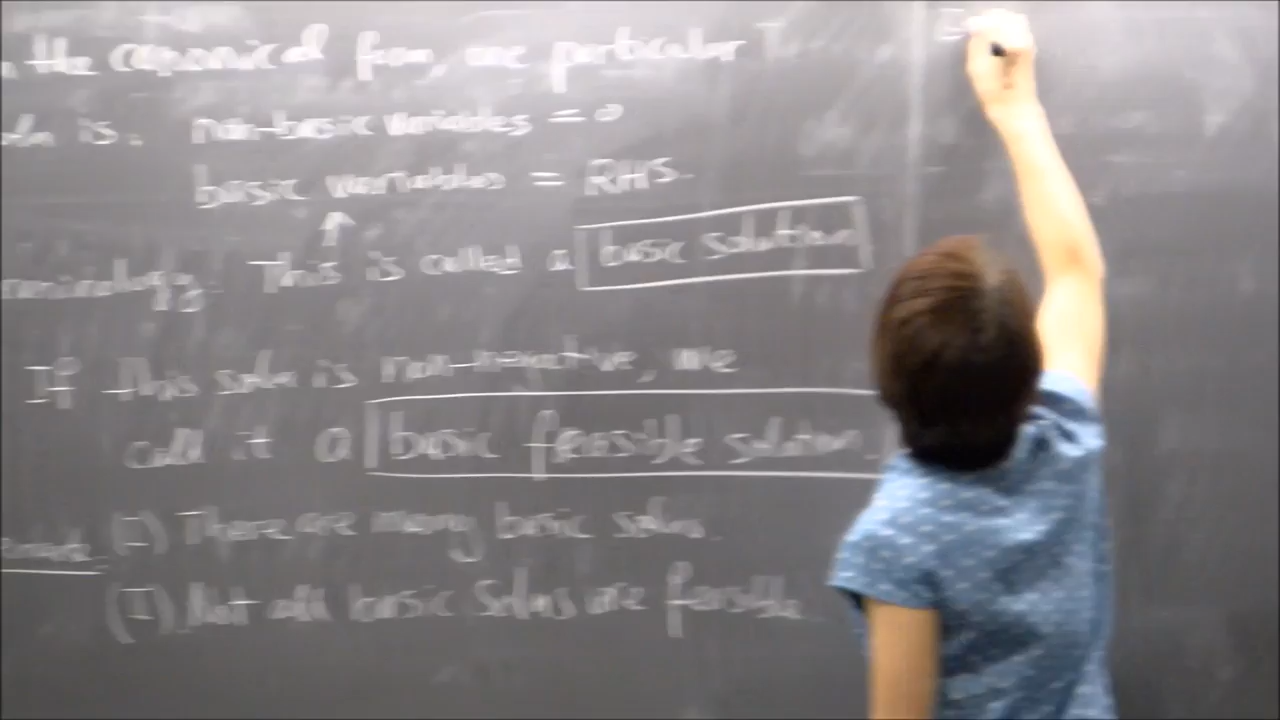 the canonical form, one particular
is. non-basic variables = 0
basic variables = RHS.
↑
This is called a basic solution
If this soln is non-negative, we
call it a basic feasible solution.
(1) There are many basic solns.
(2) Not all basic solns are feasible